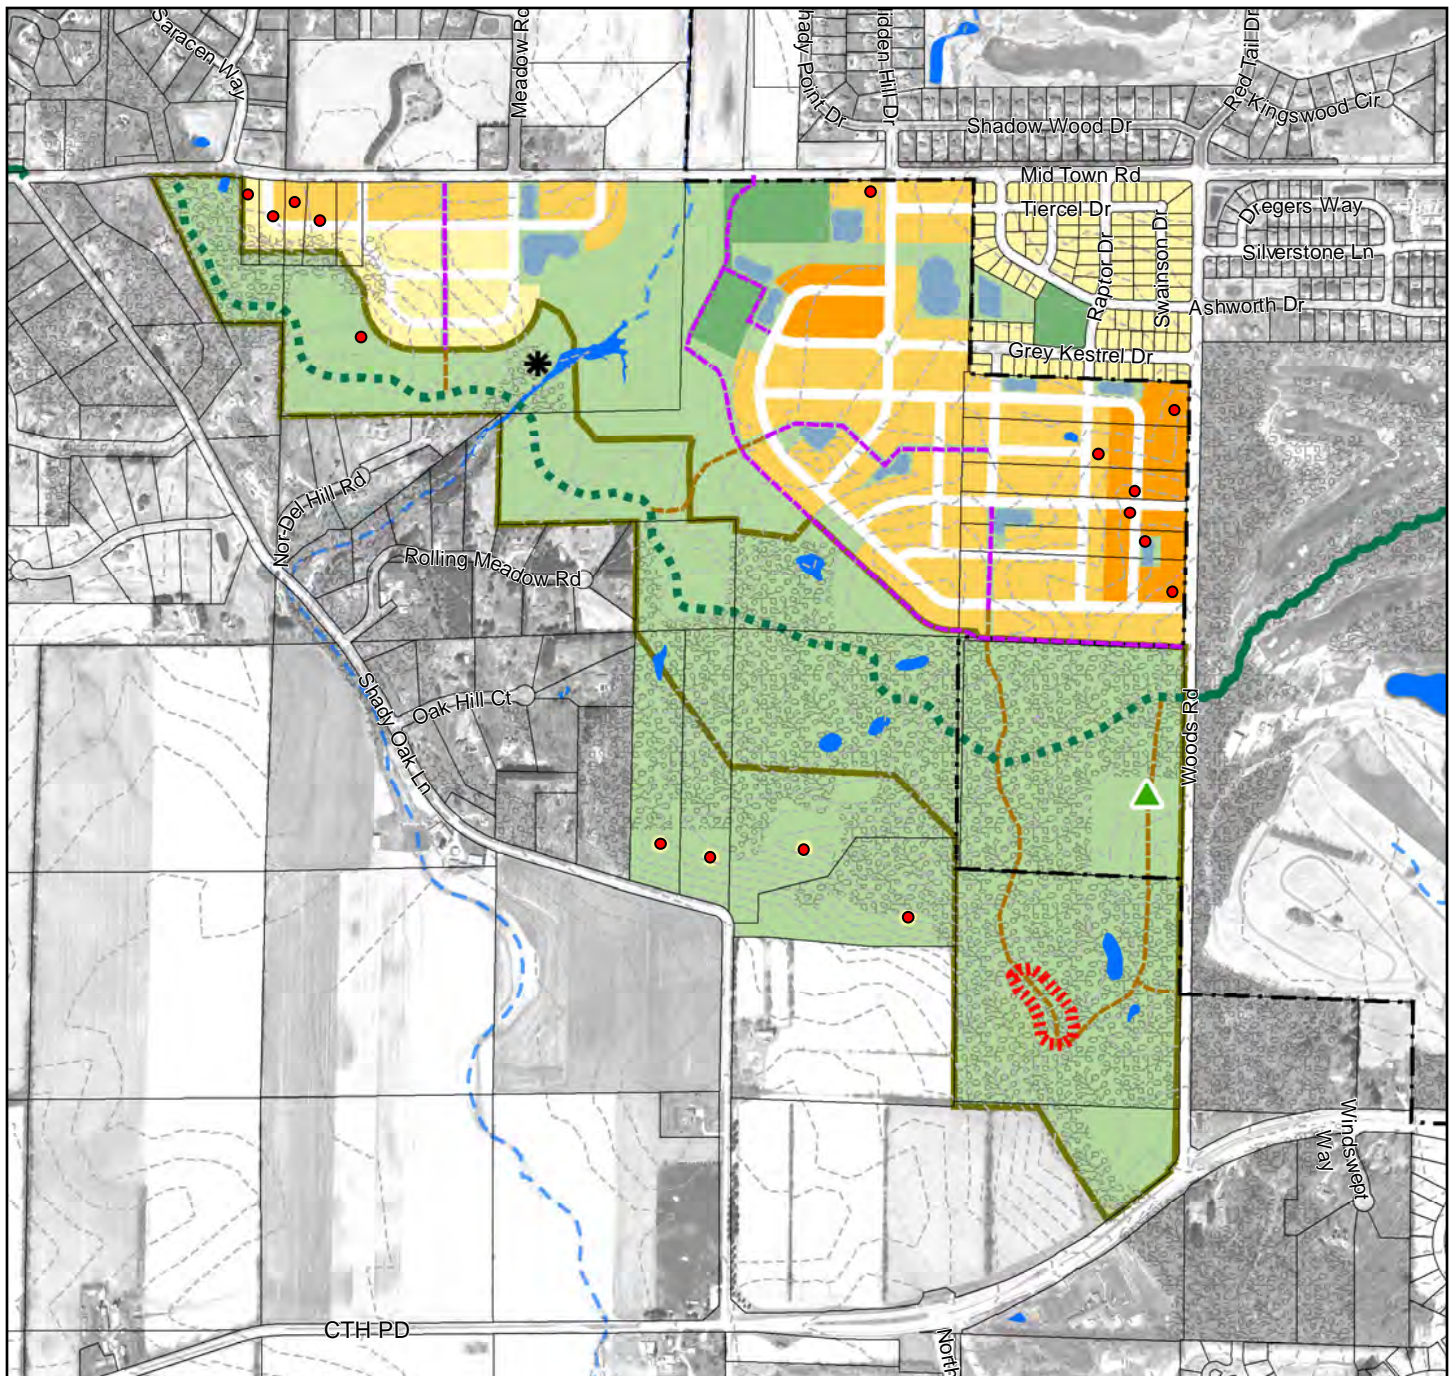 Saracen Way
Meadow Rd
hady Point Dr
idden Hill Dr
Red Tail Dr
Kingswood Cir
Shadow Wood Dr
Mid Town Rd
Tiercel Dr
Dregers Way
Raptor Dr
Swainson Dr
Silverstone Ln
Ashworth Dr
Grey Kestrel Dr
Nor-Del Hill Rd
Rolling Meadow Rd
Oak Hill Ct
Shady Oak Ln
Woods Rd
Windswept
Way
CTH PD
North